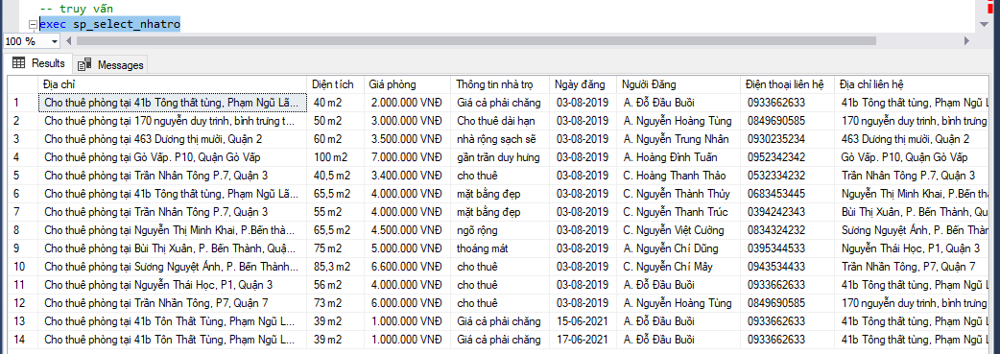 -- truy vấn
exec sp_select_nhatro
100 %
Results Messages
Địa chỉ Diện tích Giá phòng Thông tin nhà trọ Ngày đăng Người Đăng Điện thoại liên hệ Địa chỉ liên hệ
1 Cho thuê phòng tại 41b Tông thất tùng, Phạm Ngũ Lã... 40 m2 2.000.000 VNĐ Giá cả phải chăng 03-08-2019 A. Đỗ Đầu Buồi 0933662633 41b Tông thất tùng, Phạm Ngũ
2 Cho thuê phòng tại 170 nguyễn duy trinh, bình trưng t... 50 m2 3.000.000 VNĐ Cho thuê dài hạn 03-08-2019 A. Nguyễn Hoàng Tùng 0849690585 170 nguyễn duy trinh, bình trưng
3 Cho thuê phòng tại 463 Dương thị mười, Quận 2 60 m2 3.500.000 VNĐ nhà rộng sạch sẽ 03-08-2019 A. Nguyễn Trung Nhân 0930235234 463 Dương thị mười, Quận 2
4 Cho thuê phòng tại Gò Vấp. P10, Quận Gò Vấp 100 m2 7.000.000 VNĐ gần trần duy hưng 03-08-2019 A. Hoàng Đình Tuấn 0952342342 Gò Vấp. P10, Quận Gò Vấp
5 Cho thuê phòng tại Trần Nhân Tông P.7, Quận 3 40,5 m2 3.400.000 VNĐ cho thuê 03-08-2019 C. Hoàng Thanh Thảo 0532334232 Trần Nhân Tông P.7, Quận 3
6 Cho thuê phòng tại 41b Tông thất tùng, Phạm Ngũ Lã... 65,5 m2 4.000.000 VNĐ mặt bằng đẹp 03-08-2019 C. Nguyễn Thành Thủy 0683453445 41b Tông thất tùng, Phạm Ngũ
7 Cho thuê phòng tại Trần Nhân Tông P.7, Quận 3 55 m2 4.000.000 VNĐ mặt bằng đẹp 03-08-2019 C. Nguyễn Thanh Trúc 0394242343 Bùi Thị Xuân, P. Bến Thành, Qu
8 Cho thuê phòng tại Nguyễn Thị Minh Khai, P.Bến thà... 65,5 m2 4.500.000 VNĐ ngõ rộng 03-08-2019 C. Nguyễn Việt Cường 0834324232 Sương Nguyệt Ánh, P. Bến Thành
9 Cho thuê phòng tại Bùi Thị Xuân, P. Bến Thành, Quậ... 75 m2 5.000.000 VNĐ thoáng mát 03-08-2019 A. Nguyễn Chí Dũng 0395344533 Nguyễn Thái Học, P1, Quận 3
10 Cho thuê phòng tại Sương Nguyệt Ánh, P. Bến Thành... 85,3 m2 6.600.000 VNĐ cho thuê 03-08-2019 C. Nguyễn Chí Mây 0943534433 Trần Nhân Tông, P7, Quận 7
11 Cho thuê phòng tại Nguyễn Thái Học, P1, Quận 3 56 m2 4.000.000 VNĐ cho thuê 03-08-2019 A. Đỗ Đầu Buồi 0933662633 41b Tông thất tùng, Phạm Ngũ
12 Cho thuê phòng tại Trần Nhân Tông, P7, Quận 7 73 m2 6.000.000 VNĐ cho thuê 03-08-2019 A. Nguyễn Hoàng Tùng 0849690585 170 nguyễn duy trinh, bình trưng
13 Cho thuê phòng tại 41b Tôn Thất Tùng, Phạm Ngũ L... 39 m2 1.000.000 VNĐ Giá cả phải chăng 15-06-2021 A. Đỗ Đầu Buồi 0933662633 41b Tông thất tùng, Phạm Ngũ
14 Cho thuê phòng tại 41b Tôn Thất Tùng, Phạm Ngũ L... 39 m2 1.000.000 VNĐ Giá cả phải chăng 17-06-2021 A. Đỗ Đầu Buồi 0933662633 41b Tông thất tùng, Phạm Ngũ